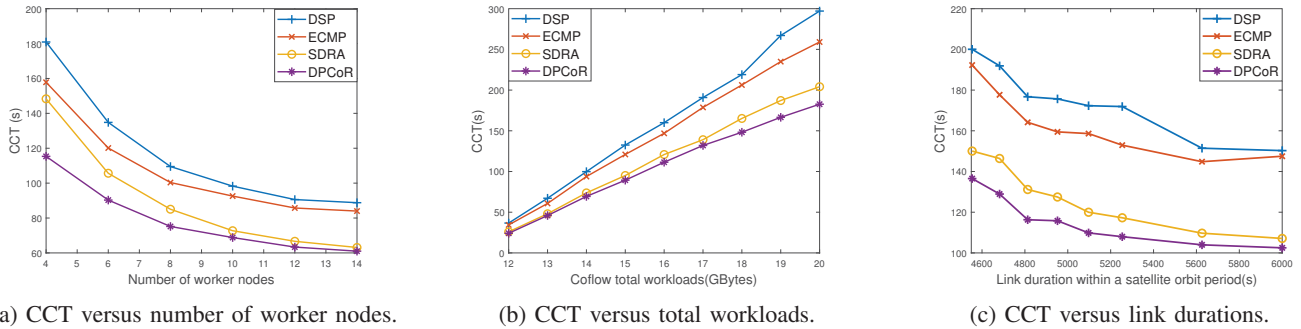 180
160
140
120
100
80
60
CCT (s)
4 5 6 7 8 9 10 11 12 13 14
Number of worker nodes
DSP
ECMP
SDRA
DPCoR
a) CCT versus number of worker nodes.
300
250
200
150
100
50
0
CCT(s)
12 13 14 15 16 17 18 19 20
Coflow total workloads(GBytes)
DSP
ECMP
SDRA
DPCoR
(b) CCT versus total workloads.
220
200
180
160
140
120
100
CCT(s)
4600 4800 5000 5200 5400 5600 5800 6000
Link duration within a satellite orbit period(s)
DSP
ECMP
SDRA
DPCoR
(c) CCT versus link durations.